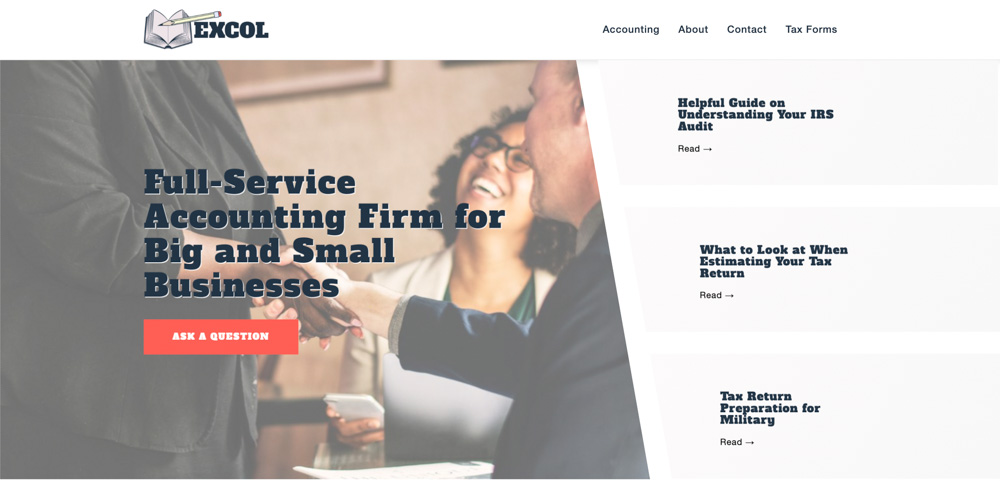 EXCOL
Accounting About Contact Tax Forms
Full-Service
Accounting Firm for
Big and Small
Businesses
ASK A QUESTION
Helpful Guide on
Understanding Your IRS
Audit
Read →
What to Look at When
Estimating Your Tax
Return
Read →
Tax Return
Preparation for
Military
Read →